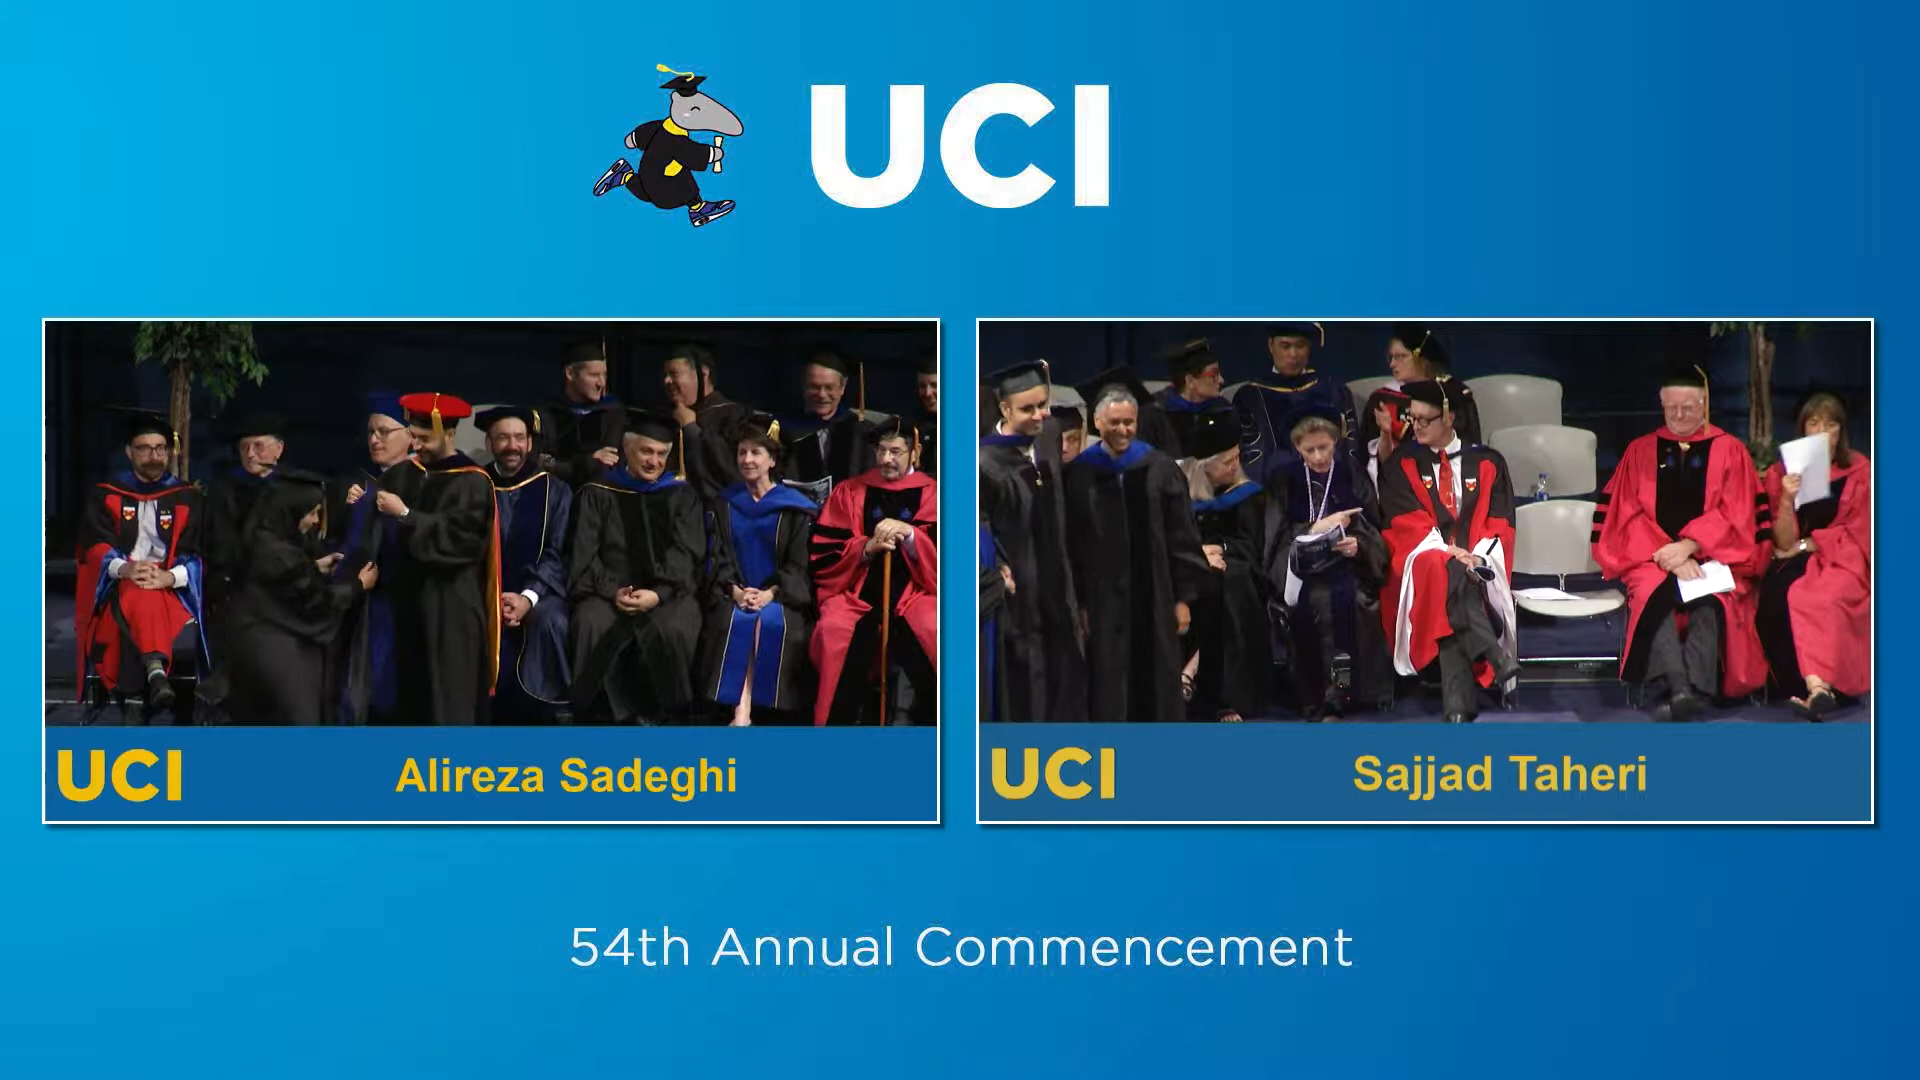 UCI
UCI
Alireza Sadeghi
UCI
Sajjad Taheri
54th Annual Commencement